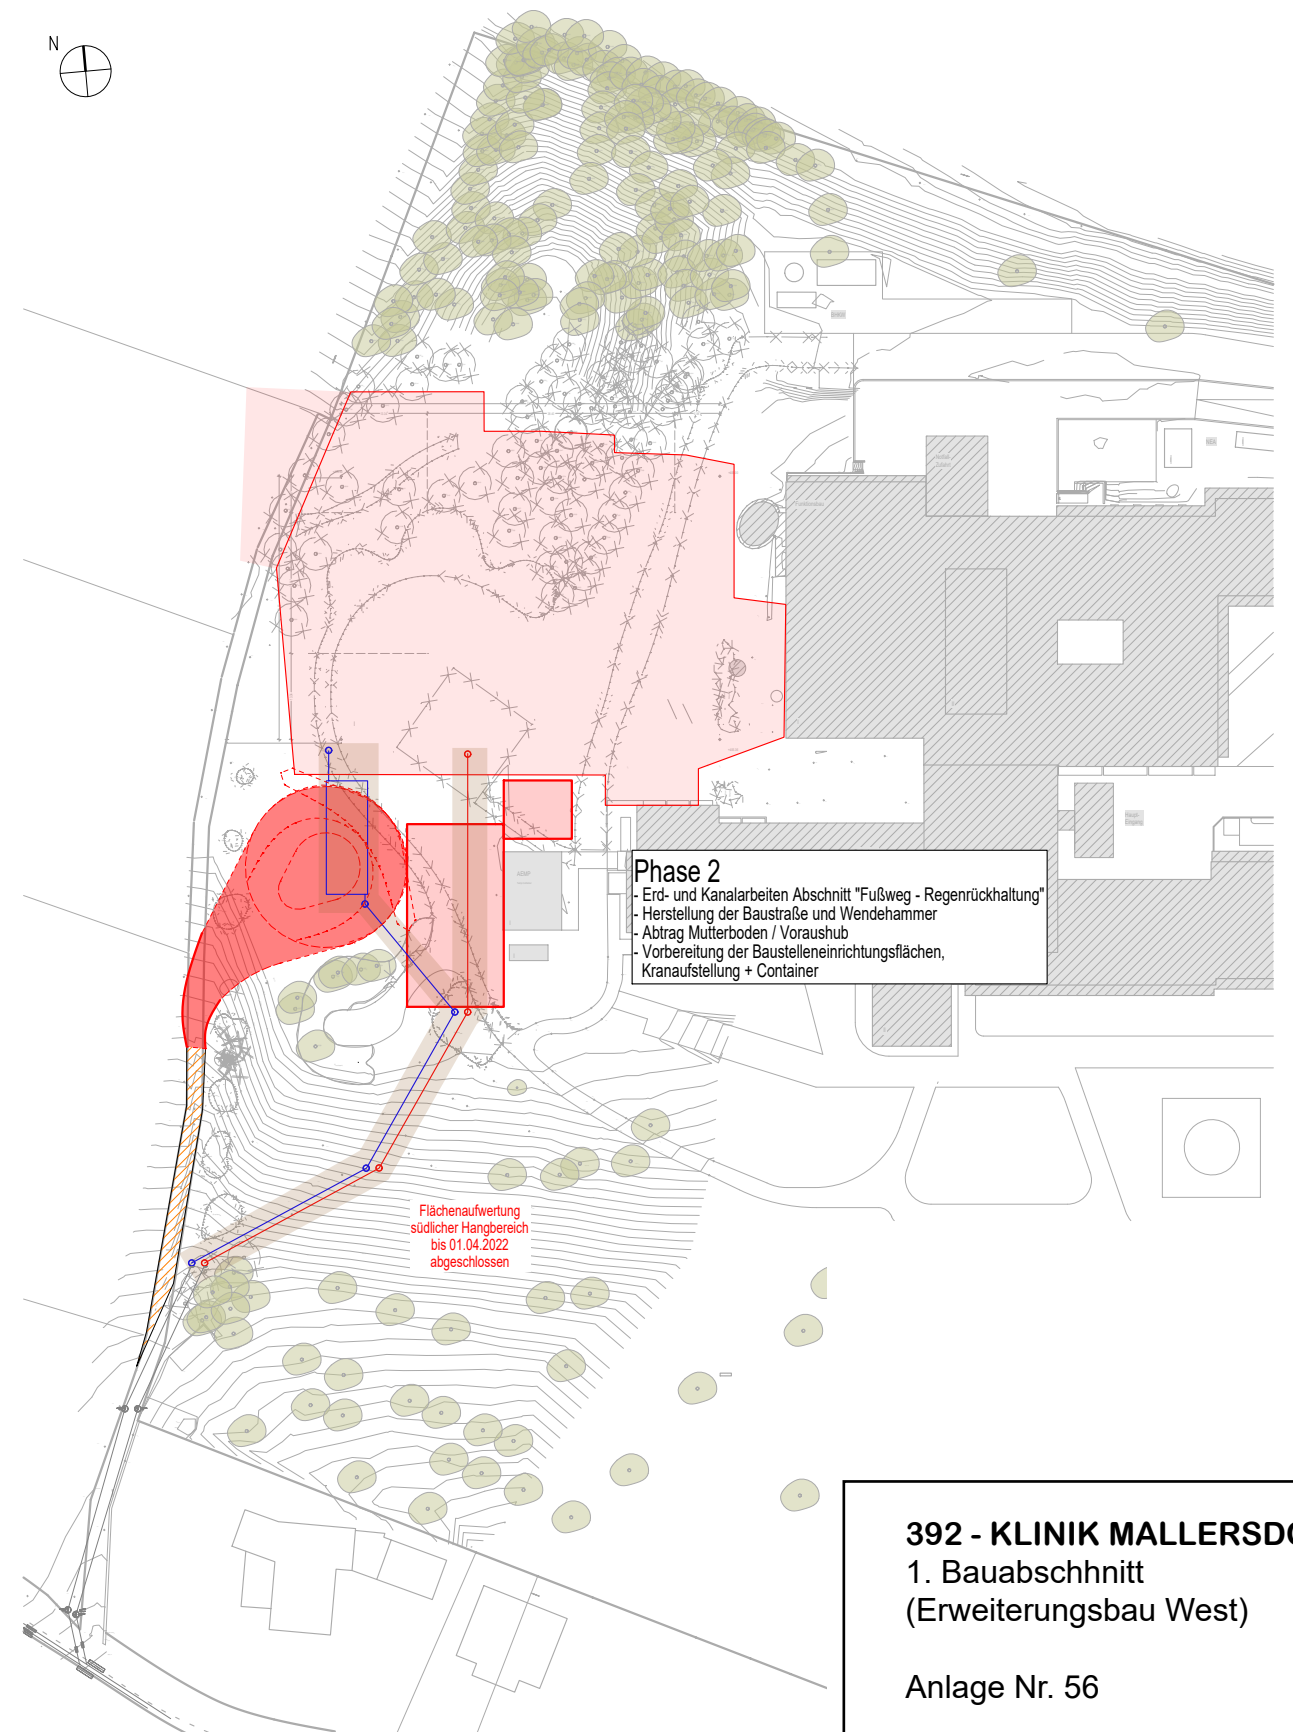 N
Phase 2
- Erd- und Kanalarbeiten Abschnitt "Fußweg - Regenrückhaltung"
- Herstellung der Baustraße und Wendehammer
- Abtrag Mutterboden / Voraushub
- Vorbereitung der Baustelleneinrichtungsflächen,
Kranaufstellung + Container
Flächenaufwertung
südlicher Hangbereich
bis 01.04.2022
abgeschlossen
392 - KLINIK MALLERSDO
1. Bauabschhnitt
(Erweiterungsbau West)
Anlage Nr. 56